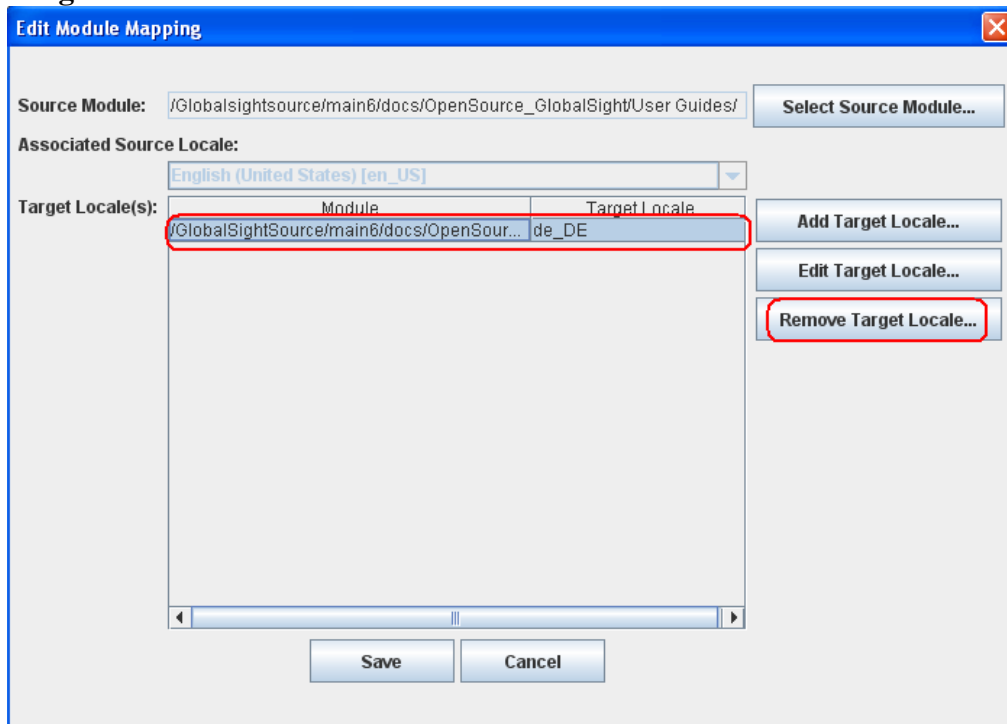 Edit Module Mapping
Source Module: /Globalsightsource/main6/docs/OpenSource_GlobalSight/User Guides/ Select Source Module...
Associated Source Locale:
English (United States) [en_US]
Target Locale(s): Module Target Locale
/GlobalSightSource/main6/docs/OpenSour... de_DE
Add Target Locale...
Edit Target Locale...
Remove Target Locale...
Save Cancel